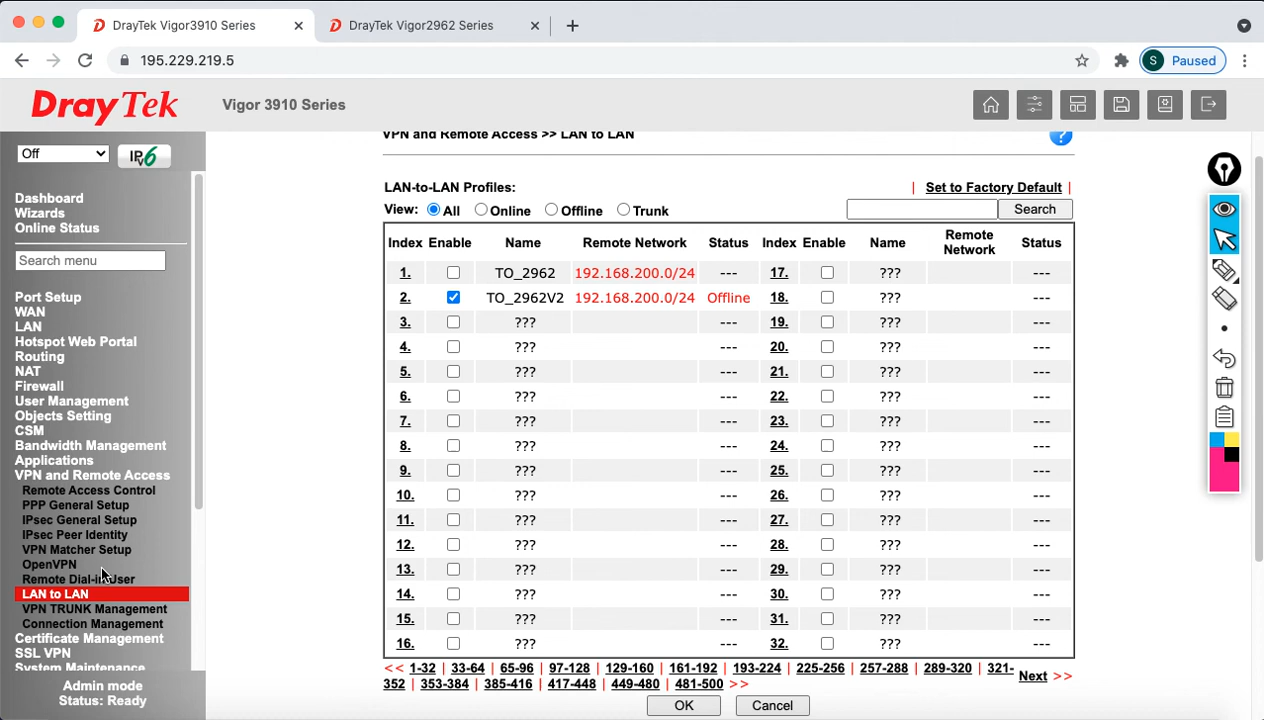 DrayTek Vigor3910 Series
DrayTek Vigor2962 Series
195.229.219.5
S Paused
DrayTek
Vigor 3910 Series
Off
IPv6
Dashboard
Wizards
Online Status
Search menu
Port Setup
WAN
LAN
Hotspot Web Portal
Routing
NAT
Firewall
User Management
Objects Setting
CSM
Bandwidth Management
Applications
VPN and Remote Access
Remote Access Control
PPP General Setup
IPsec General Setup
IPsec Peer Identity
VPN Matcher Setup
OpenVPN
Remote Dial-in User
LAN to LAN
VPN TRUNK Management
Connection Management
Certificate Management
SSL VPN
System Maintenance
Admin mode
Status: Ready
VPN and Remote Access >> LAN to LAN
?
LAN-to-LAN Profiles: | Set to Factory Default |
View: All Online Offline Trunk Search
Index Enable Name Remote Network Status Index Enable Name Remote Network Status
1. TO_2962 192.168.200.0/24 --- 17. ??? ---
2. TO_2962V2 192.168.200.0/24 Offline 18. ??? ---
3. ??? --- 19. ??? ---
4. ??? --- 20. ??? ---
5. ??? --- 21. ??? ---
6. ??? --- 22. ??? ---
7. ??? --- 23. ??? ---
8. ??? --- 24. ??? ---
9. ??? --- 25. ??? ---
10. ??? --- 26. ??? ---
11. ??? --- 27. ??? ---
12. ??? --- 28. ??? ---
13. ??? --- 29. ??? ---
14. ??? --- 30. ??? ---
15. ??? --- 31. ??? ---
16. ??? --- 32. ??? ---
<< 1-32 | 33-64 | 65-96 | 97-128 | 129-160 | 161-192 | 193-224 | 225-256 | 257-288 | 289-320 | 321-
352 | 353-384 | 385-416 | 417-448 | 449-480 | 481-500 >>
Next >>
OK Cancel